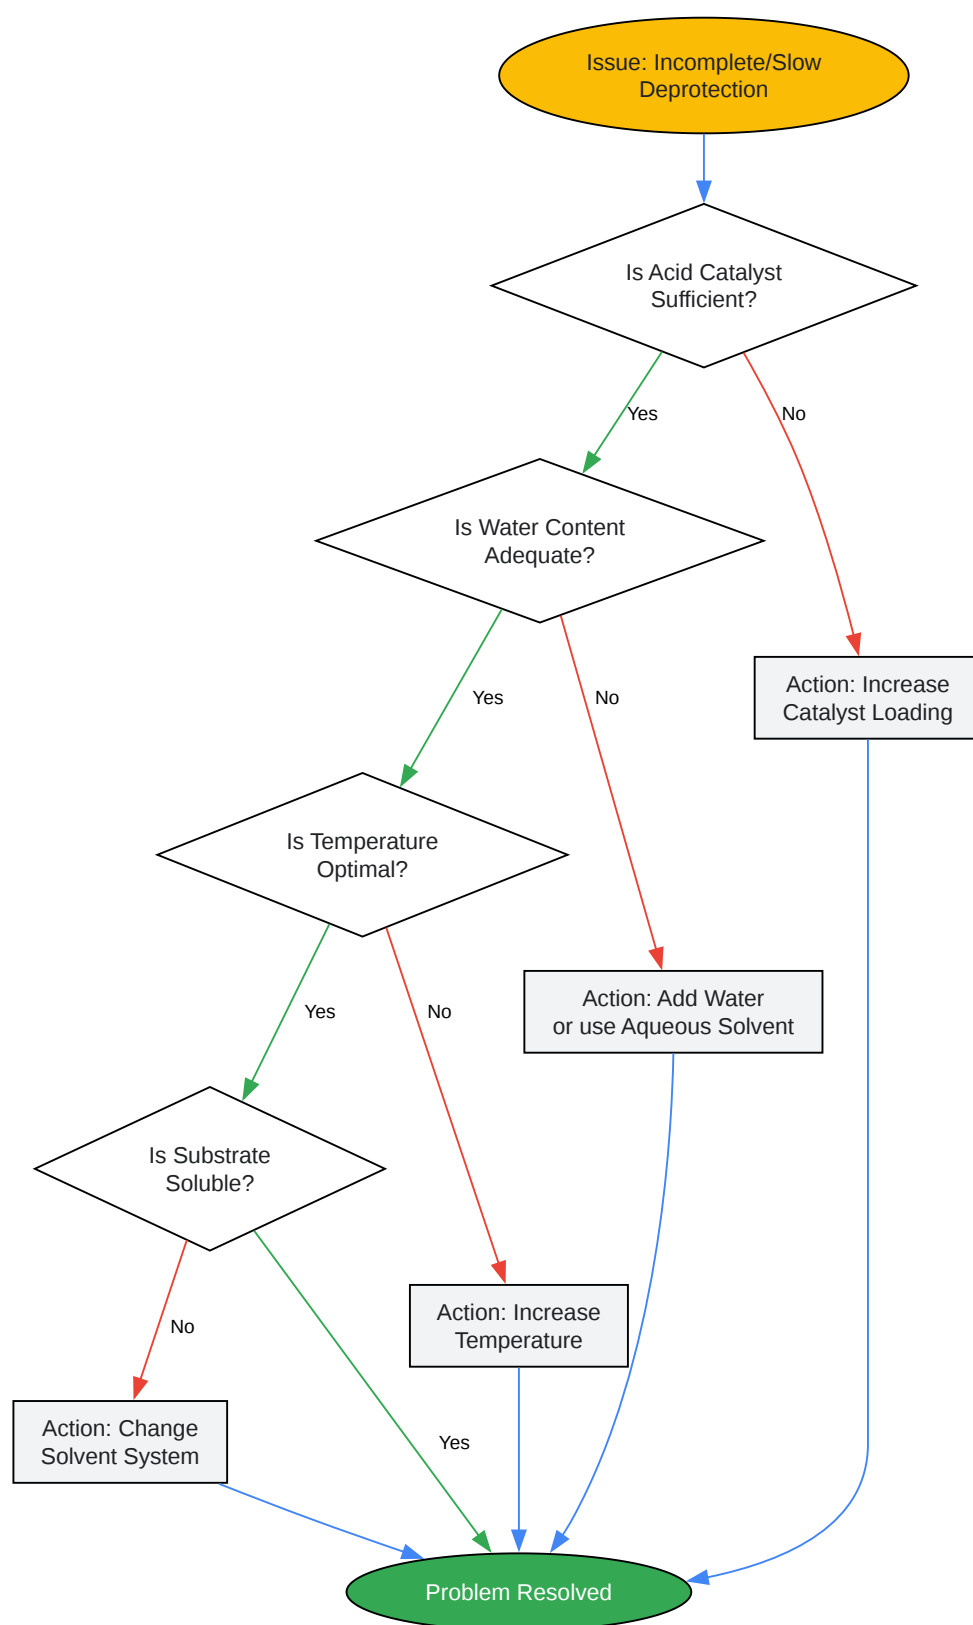 Issue: Incomplete/Slow
Deprotection
Is Acid Catalyst
Sufficient?
Yes
No
Is Water Content
Adequate?
Action: Increase
Catalyst Loading
Yes
No
Is Temperature
Optimal?
Action: Add Water
or use Aqueous Solvent
Yes
No
Is Substrate
Soluble?
Action: Increase
Temperature
No
Action: Change
Solvent System
Yes
Problem Resolved